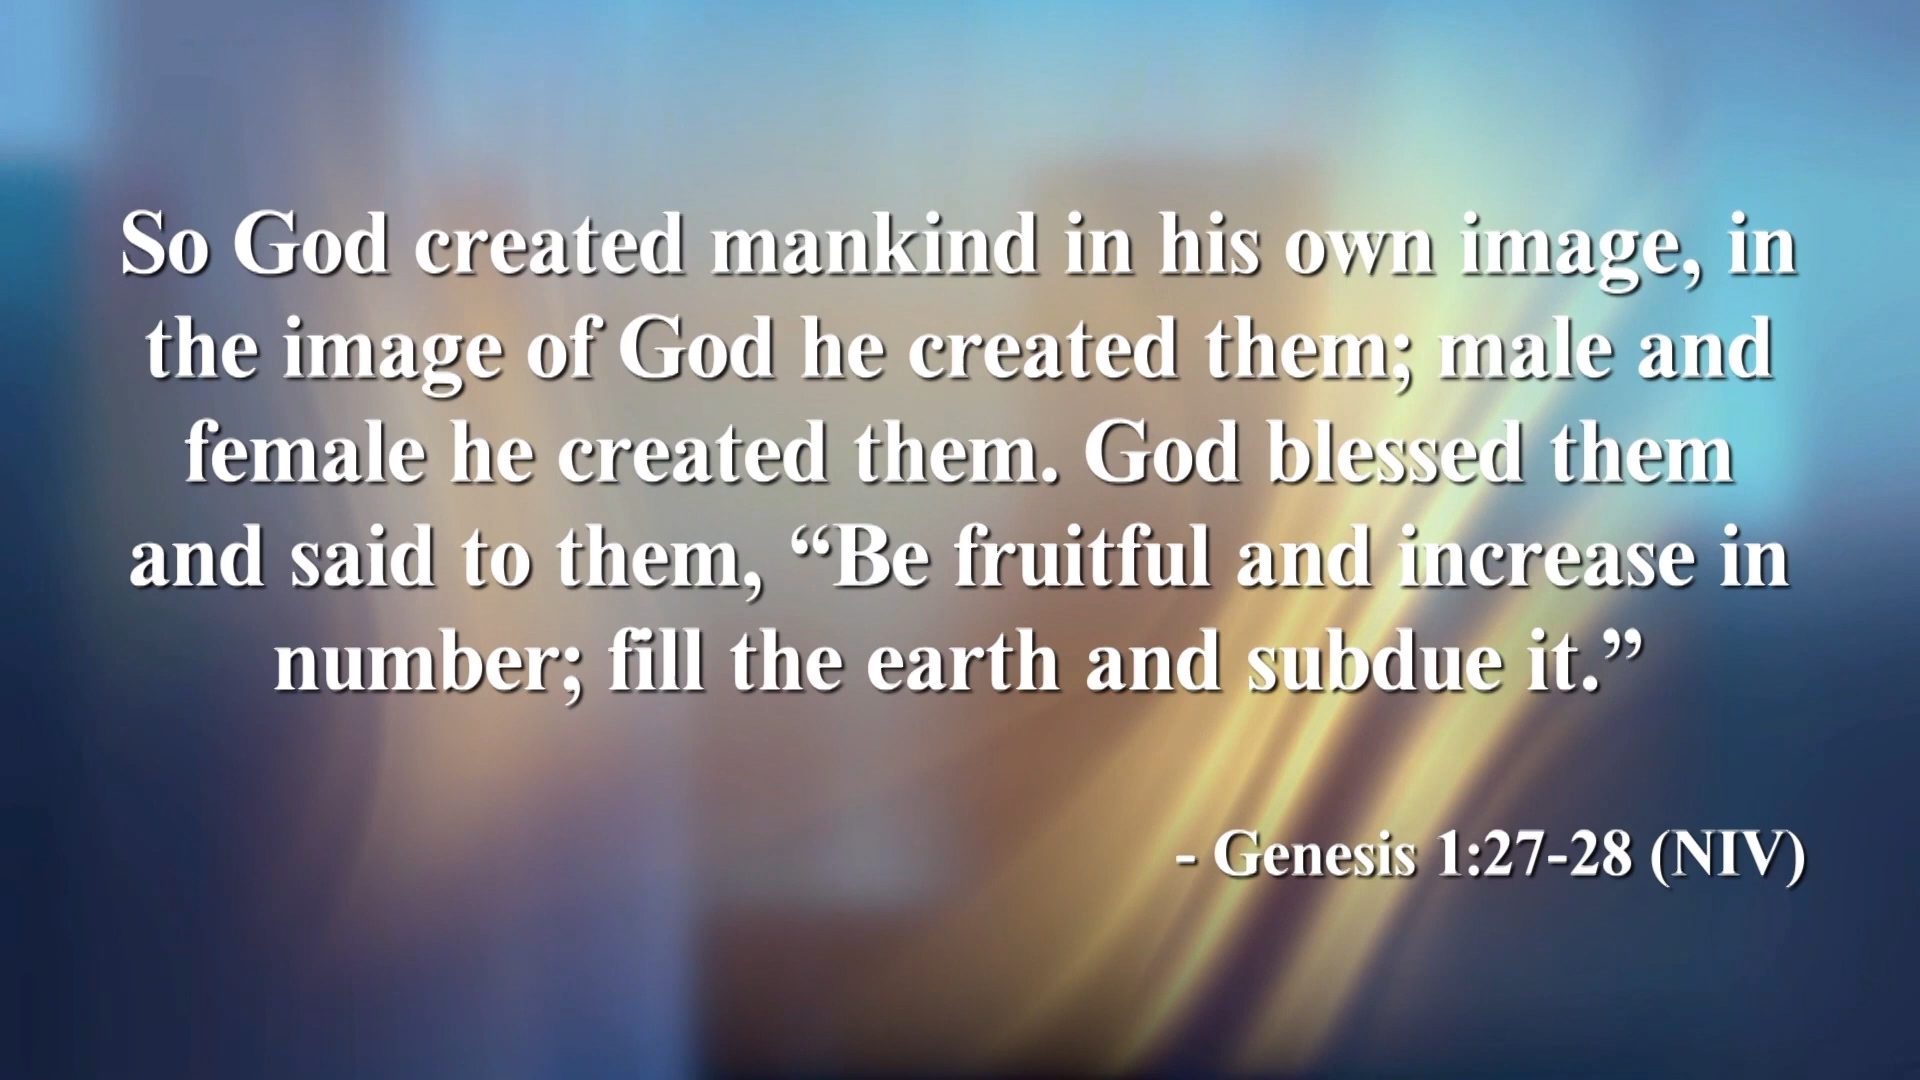 So God created mankind in his own image, in
the image of God he created them; male and
female he created them. God blessed them
and said to them, “Be fruitful and increase in
number; fill the earth and subdue it.”
- Genesis 1:27-28 (NIV)